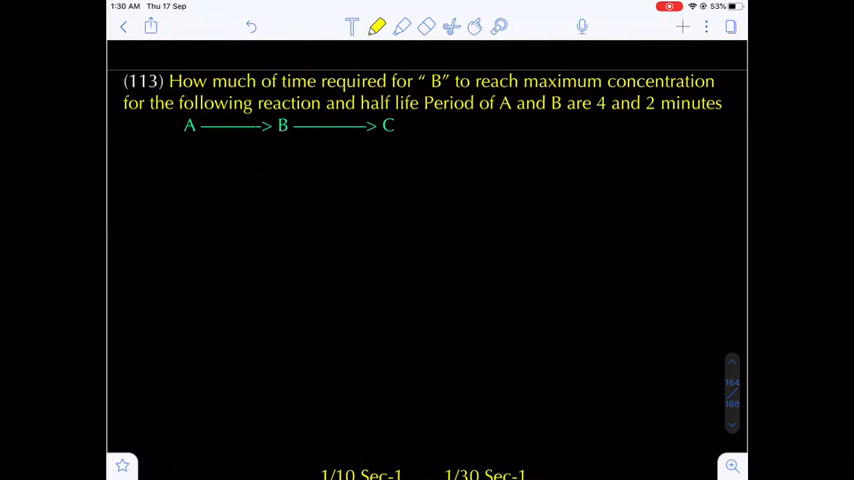 1:30 AM Thu 17 Sep
53%
T
(113) How much of time required for “ B” to reach maximum concentration
for the following reaction and half life Period of A and B are 4 and 2 minutes
A ————-> B —————> C
164
/
168
1/10 Sec-1 1/30 Sec-1